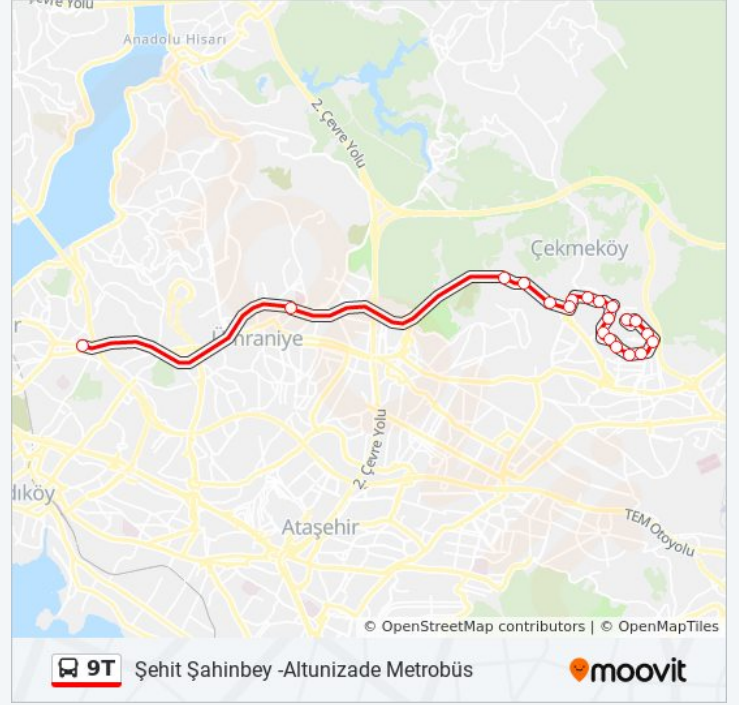 evre Yolu
Anadolu Hisarı
2. Çevre Yolu
Çekmeköy
r
Ümraniye
2. Çevre Yolu
dıköy
Ataşehir
TEM Otoyolu
© OpenStreetMap contributors | © OpenMapTiles
9T Şehit Şahinbey -Altunizade Metrobüs
moovit